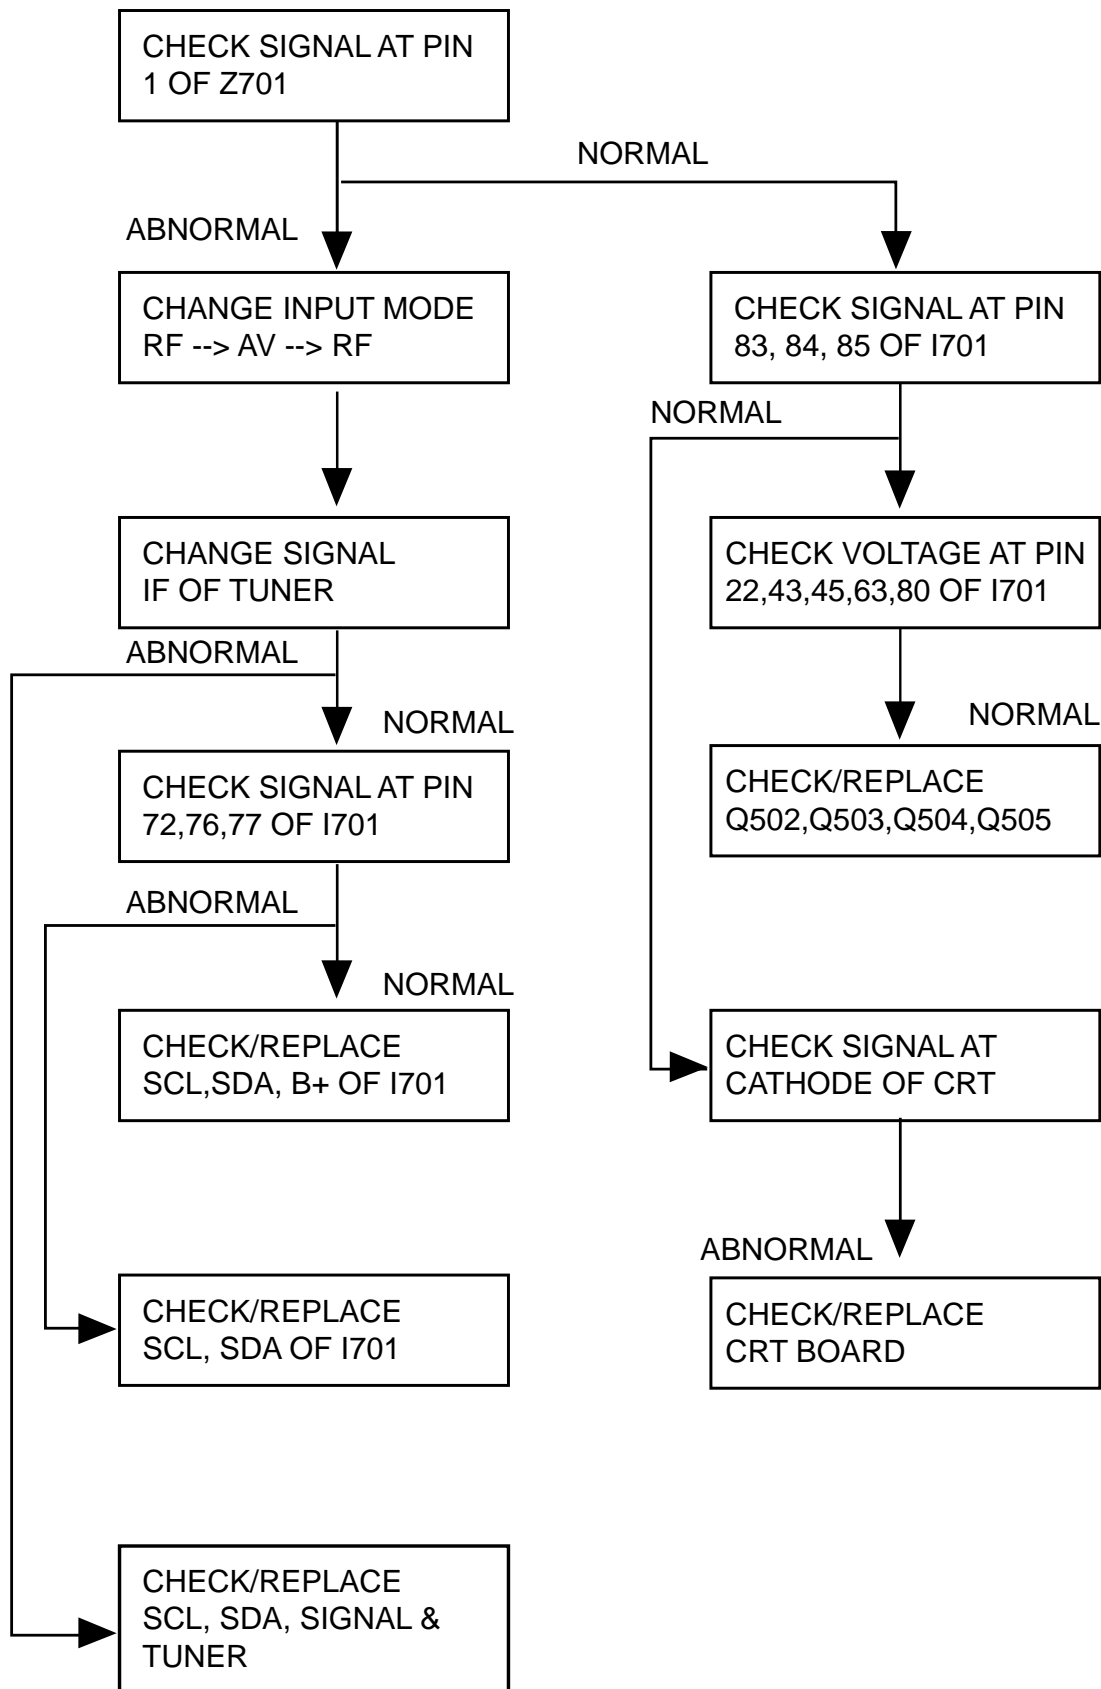 CHECK SIGNAL AT PIN
1 OF Z701
NORMAL
ABNORMAL
CHANGE INPUT MODE
RF --> AV --> RF
CHECK SIGNAL AT PIN
83, 84, 85 OF I701
NORMAL
CHANGE SIGNAL
IF OF TUNER
CHECK VOLTAGE AT PIN
22,43,45,63,80 OF I701
ABNORMAL
NORMAL
NORMAL
CHECK SIGNAL AT PIN
72,76,77 OF I701
CHECK/REPLACE
Q502,Q503,Q504,Q505
ABNORMAL
NORMAL
CHECK/REPLACE
SCL,SDA, B+ OF I701
CHECK SIGNAL AT
CATHODE OF CRT
ABNORMAL
CHECK/REPLACE
SCL, SDA OF I701
CHECK/REPLACE
CRT BOARD
CHECK/REPLACE
SCL, SDA, SIGNAL &
TUNER